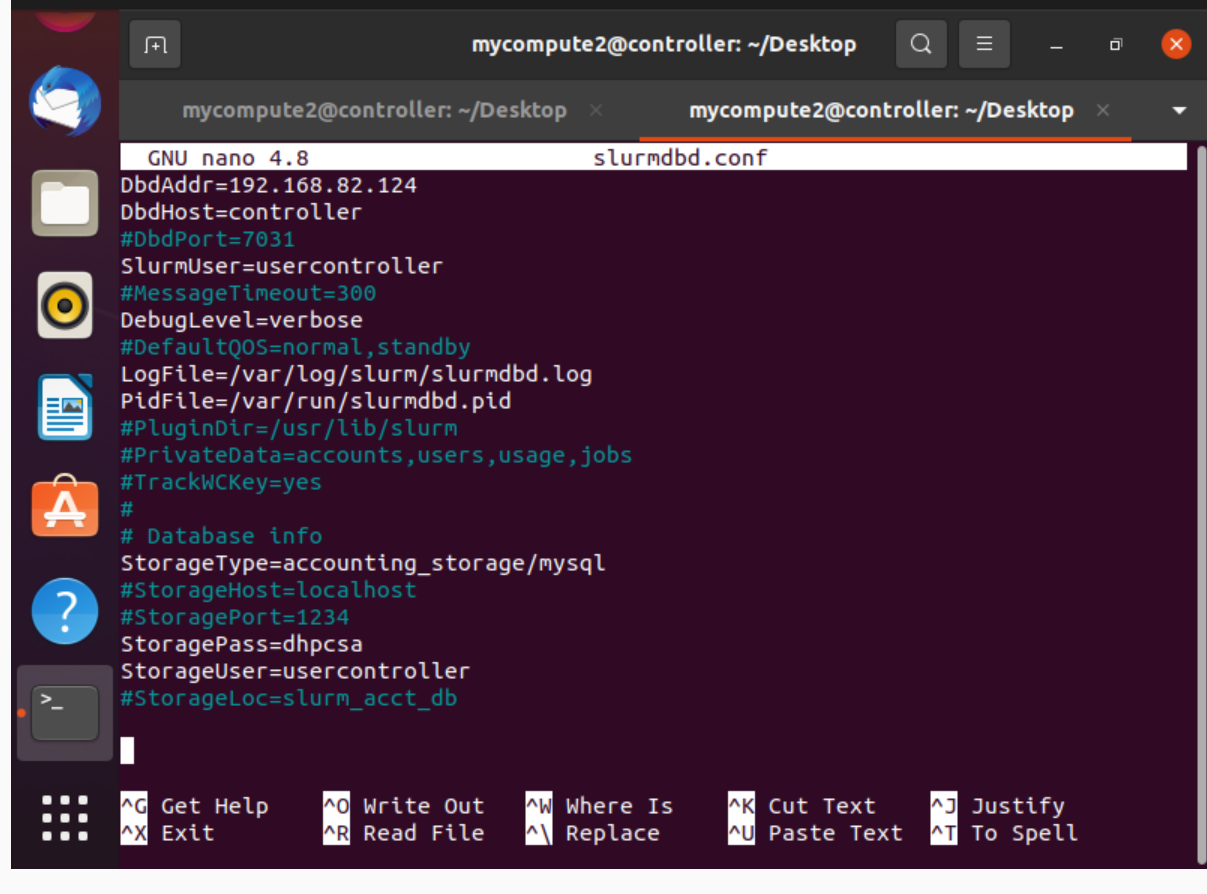 mycompute2@controller: ~/Desktop
mycompute2@controller: ~/Desktop × mycompute2@controller: ~/Desktop ×
GNU nano 4.8 slurmdbd.conf
DbdAddr=192.168.82.124
DbdHost=controller
#DbdPort=7031
SlurmUser=usercontroller
#MessageTimeout=300
DebugLevel=verbose
#DefaultQOS=normal,standby
LogFile=/var/log/slurm/slurmdbd.log
PidFile=/var/run/slurmdbd.pid
#PluginDir=/usr/lib/slurm
#PrivateData=accounts,users,usage,jobs
#TrackWCKey=yes
#
# Database info
StorageType=accounting_storage/mysql
#StorageHost=localhost
#StoragePort=1234
StoragePass=dhpcsa
StorageUser=usercontroller
#StorageLoc=slurm_acct_db
^G Get Help ^O Write Out ^W Where Is ^K Cut Text ^J Justify
^X Exit ^R Read File ^\ Replace ^U Paste Text ^T To Spell